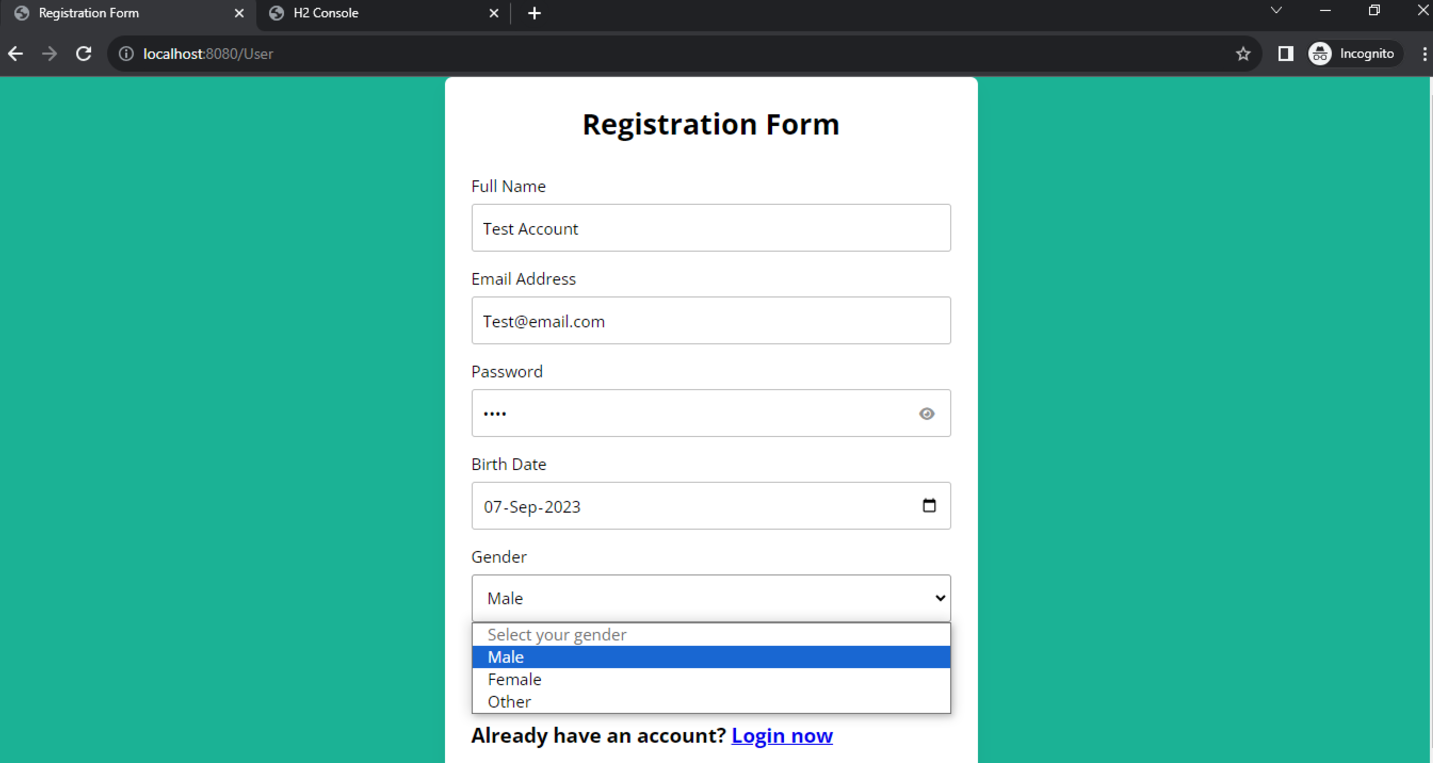 Registration Form
H2 Console
localhost:8080/User
Incognito
Registration Form
Full Name
Test Account
Email Address
Test@email.com
Password
••••
Birth Date
07-Sep-2023
Gender
Male
Select your gender
Male
Female
Other
Already have an account? Login now